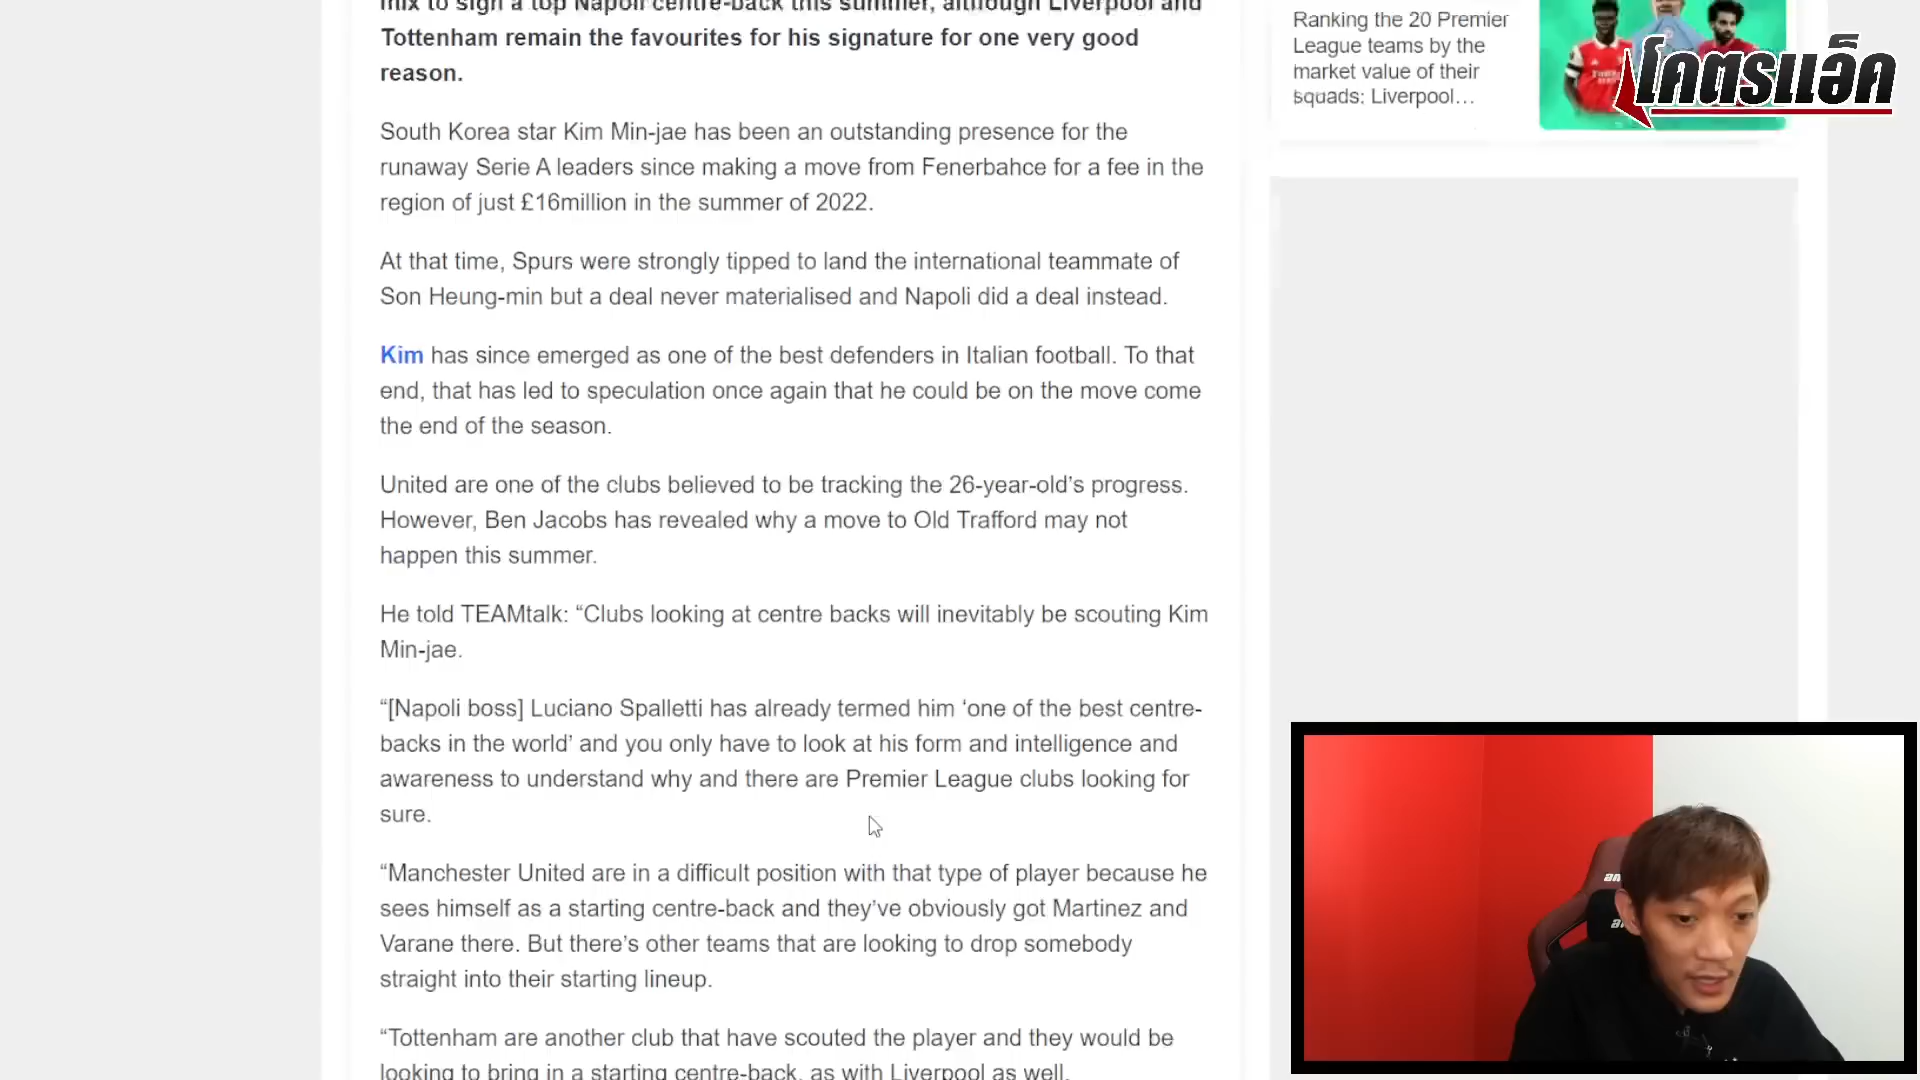 mix to sign a top Napoli centre-back this summer, although Liverpool and
Tottenham remain the favourites for his signature for one very good
reason.
South Korea star Kim Min-jae has been an outstanding presence for the
runaway Serie A leaders since making a move from Fenerbahce for a fee in the
region of just £16million in the summer of 2022.
At that time, Spurs were strongly tipped to land the international teammate of
Son Heung-min but a deal never materialised and Napoli did a deal instead.
Kim has since emerged as one of the best defenders in Italian football. To that
end, that has led to speculation once again that he could be on the move come
the end of the season.
United are one of the clubs believed to be tracking the 26-year-old’s progress.
However, Ben Jacobs has revealed why a move to Old Trafford may not
happen this summer.
He told TEAMtalk: “Clubs looking at centre backs will inevitably be scouting Kim
Min-jae.
“[Napoli boss] Luciano Spalletti has already termed him ‘one of the best centre-
backs in the world’ and you only have to look at his form and intelligence and
awareness to understand why and there are Premier League clubs looking for
sure.
“Manchester United are in a difficult position with that type of player because he
sees himself as a starting centre-back and they’ve obviously got Martinez and
Varane there. But there’s other teams that are looking to drop somebody
straight into their starting lineup.
“Tottenham are another club that have scouted the player and they would be
looking to bring in a starting centre-back, as with Liverpool as well.
Ranking the 20 Premier
League teams by the
market value of their
squads: Liverpool…
โคตรแอ็ค